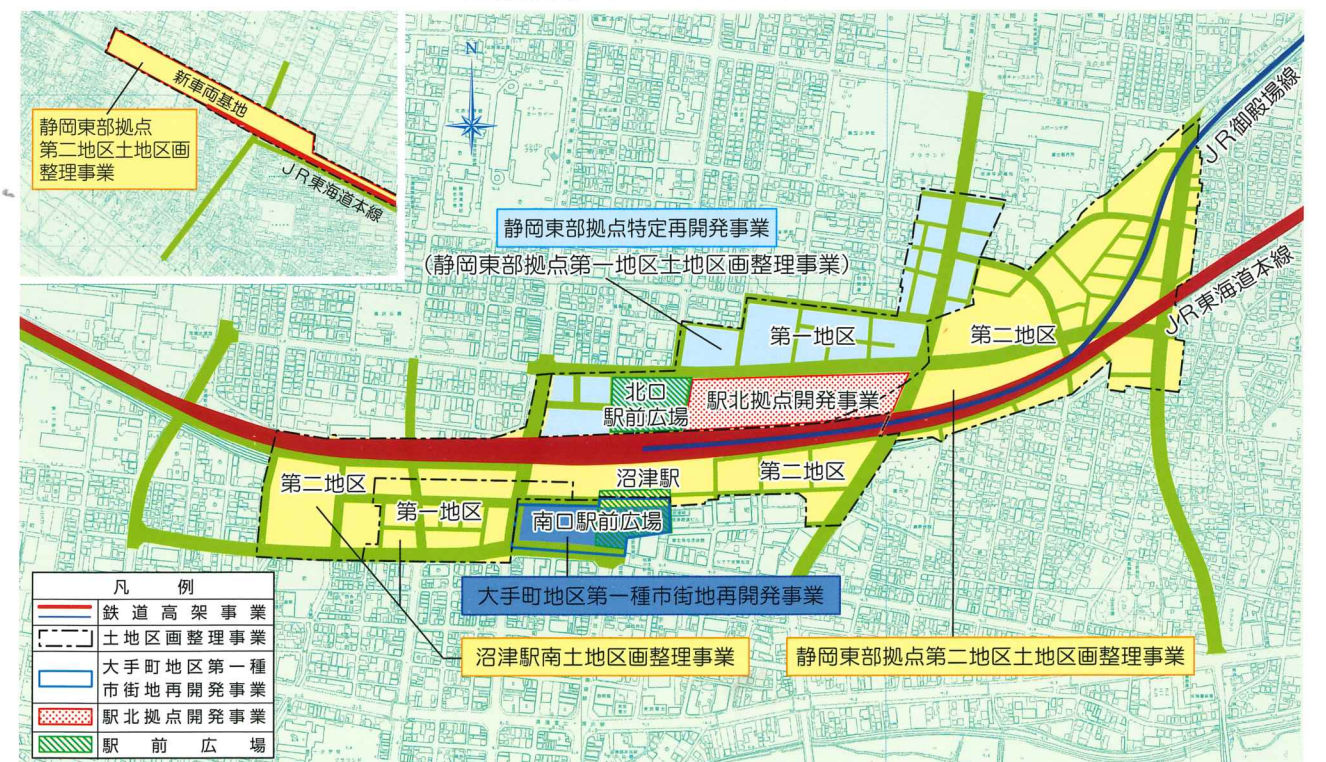 新車両基地
静岡東部拠点
第二地区土地区画
整理事業
JR東海道本線
N
JR御殿場線
静岡東部拠点特定再開発事業
(静岡東部拠点第一地区土地区画整理事業)
JR東海道本線
第一地区
第二地区
北口
駅前広場
駅北拠点開発事業
第二地区
沼津駅
第二地区
第一地区
南口駅前広場
大手町地区第一種市街地再開発事業
沼津駅南土地区画整理事業
静岡東部拠点第二地区土地区画整理事業
凡例
鉄道高架事業
土地区画整理事業
大手町地区第一種
市街地再開発事業
駅北拠点開発事業
駅前広場